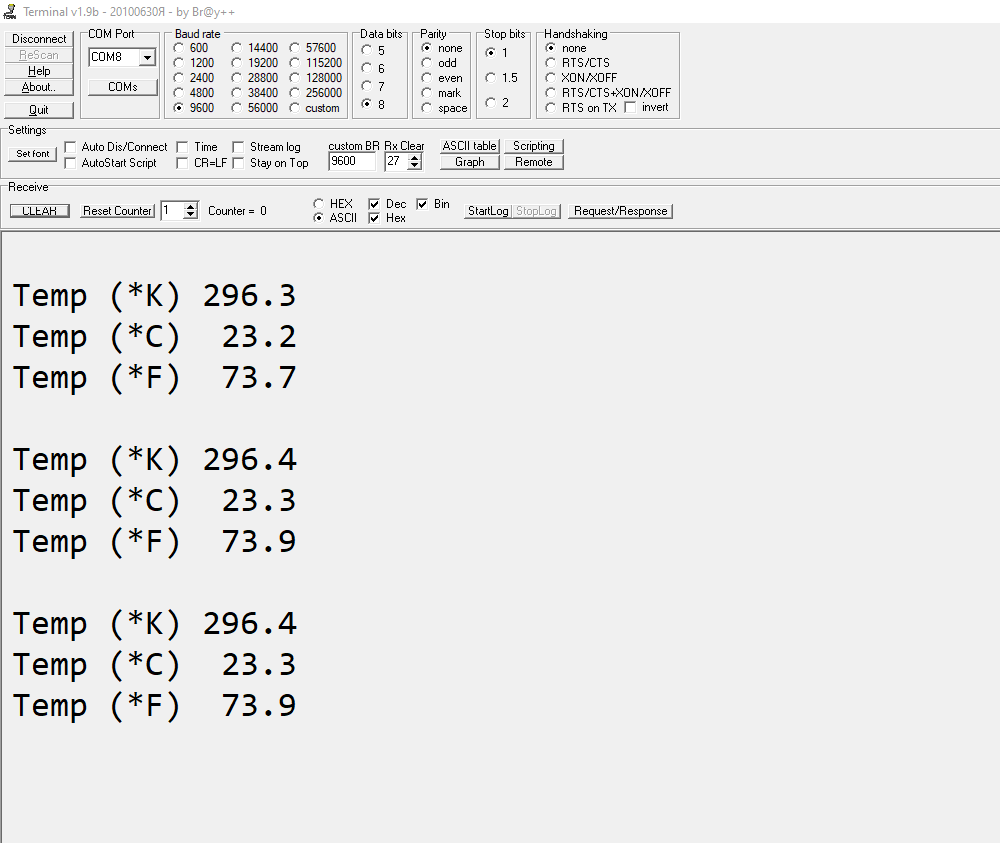 Terminal v1.9b - 20100630Я - by Br@y++
Disconnect
ReScan
Help
About..
Quit
COM Port
COM8
COMs
Baud rate
600 14400 57600
1200 19200 115200
2400 28800 128000
4800 38400 256000
9600 56000 custom
Data bits
5
6
7
8
Parity
none
odd
even
mark
space
Stop bits
1
1.5
2
Handshaking
none
RTS/CTS
XON/XOFF
RTS/CTS+XON/XOFF
RTS on TX invert
Settings
Set font
Auto Dis/Connect Time Stream log
AutoStart Script CR=LF Stay on Top
custom BR Rx Clear
9600 27
ASCII table Scripting
Graph Remote
Receive
CLEAR Reset Counter 1 Counter = 0
HEX
ASCII
Dec Bin
Hex
StartLog StopLog Request/Response
Temp (*K) 296.3
Temp (*C) 23.2
Temp (*F) 73.7
Temp (*K) 296.4
Temp (*C) 23.3
Temp (*F) 73.9
Temp (*K) 296.4
Temp (*C) 23.3
Temp (*F) 73.9